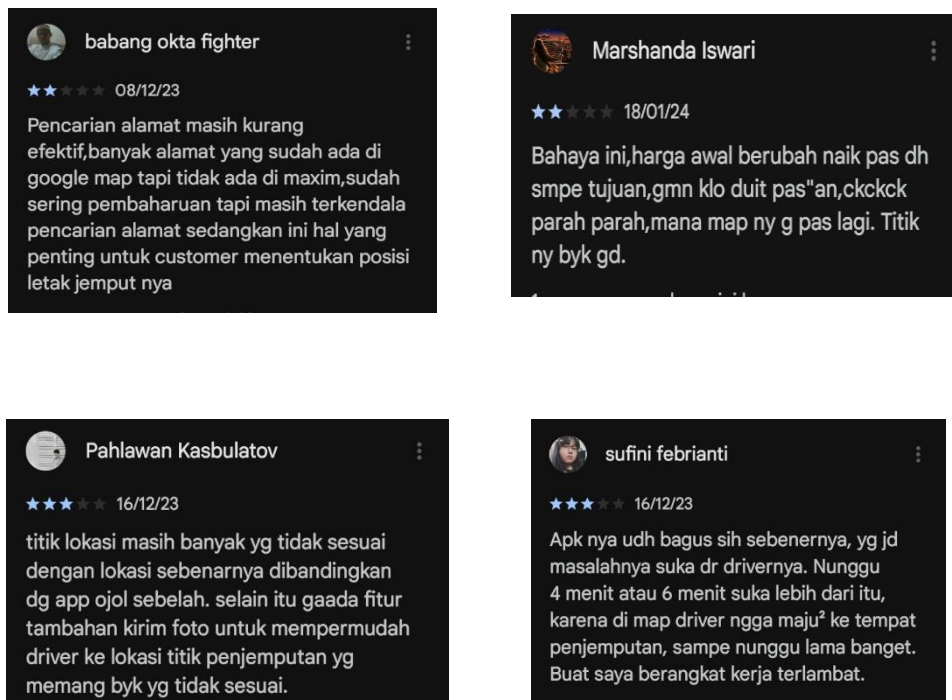 babang okta fighter
08/12/23
Pencarian alamat masih kurang
efektif,banyak alamat yang sudah ada di
google map tapi tidak ada di maxim,sudah
sering pembaharuan tapi masih terkendala
pencarian alamat sedangkan ini hal yang
penting untuk customer menentukan posisi
letak jemput nya
Marshanda Iswari
18/01/24
Bahaya ini,harga awal berubah naik pas dh
smpe tujuan,gmn klo duit pas"an,ckckck
parah parah,mana map ny g pas lagi. Titik
ny byk gd.
Pahlawan Kasbulatov
16/12/23
titik lokasi masih banyak yg tidak sesuai
dengan lokasi sebenarnya dibandingkan
dg app ojol sebelah. selain itu gaada fitur
tambahan kirim foto untuk mempermudah
driver ke lokasi titik penjemputan yg
memang byk yg tidak sesuai.
sufini febrianti
16/12/23
Apk nya udh bagus sih sebenernya, yg jd
masalahnya suka dr drivernya. Nunggu
4 menit atau 6 menit suka lebih dari itu,
karena di map driver ngga maju² ke tempat
penjemputan, sampe nunggu lama banget.
Buat saya berangkat kerja terlambat.